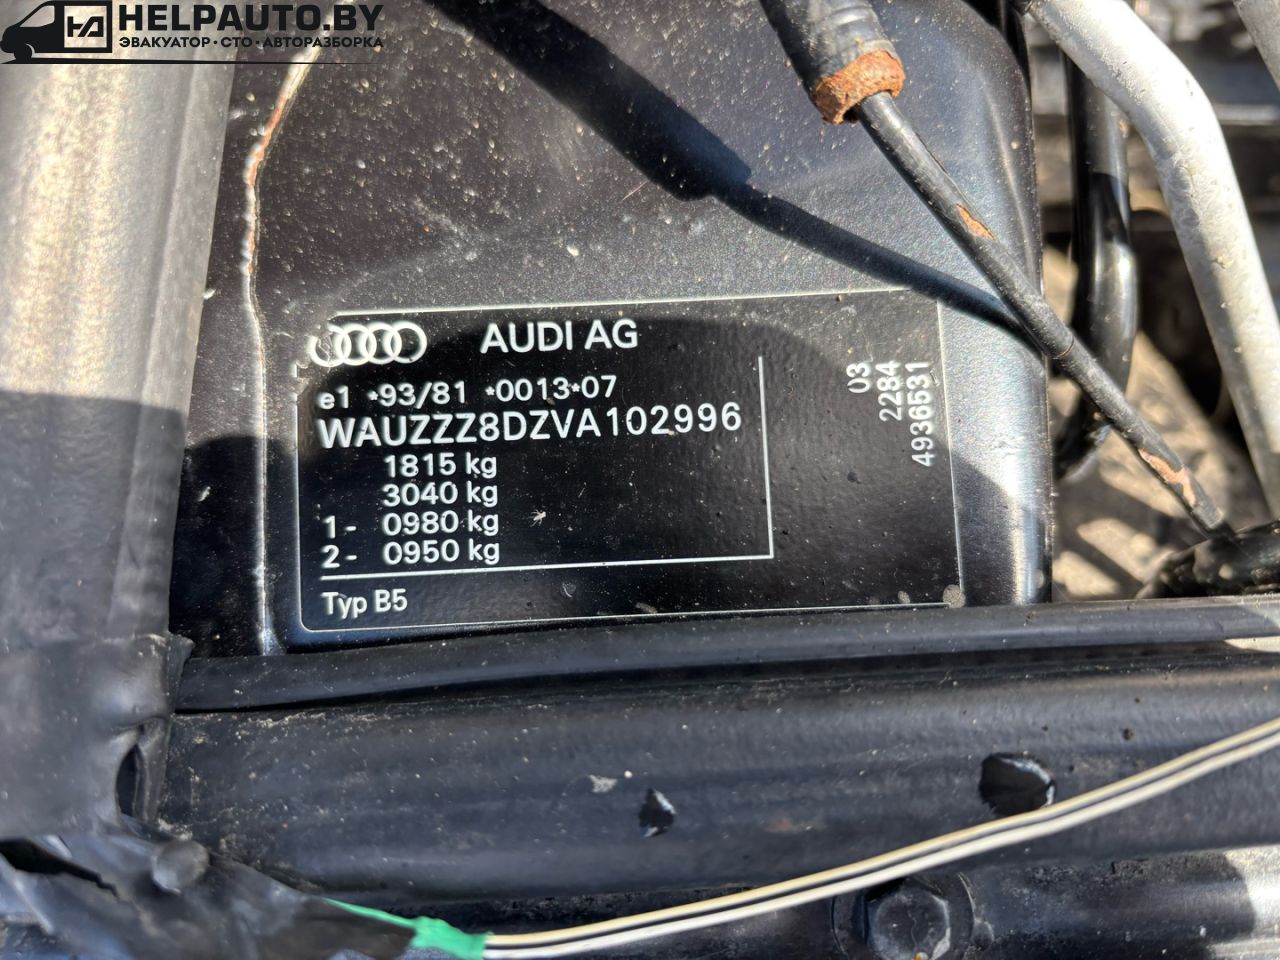 HELPAUTO.BY
ЭВАКУАТОР · СТО · АВТОРАЗБОРКА
AUDI AG
e1 *93/81 *0013*07
WAUZZZ8DZVA102996
1815 kg
3040 kg
1- 0980 kg
2- 0950 kg
Typ B5
03
2284
4936531